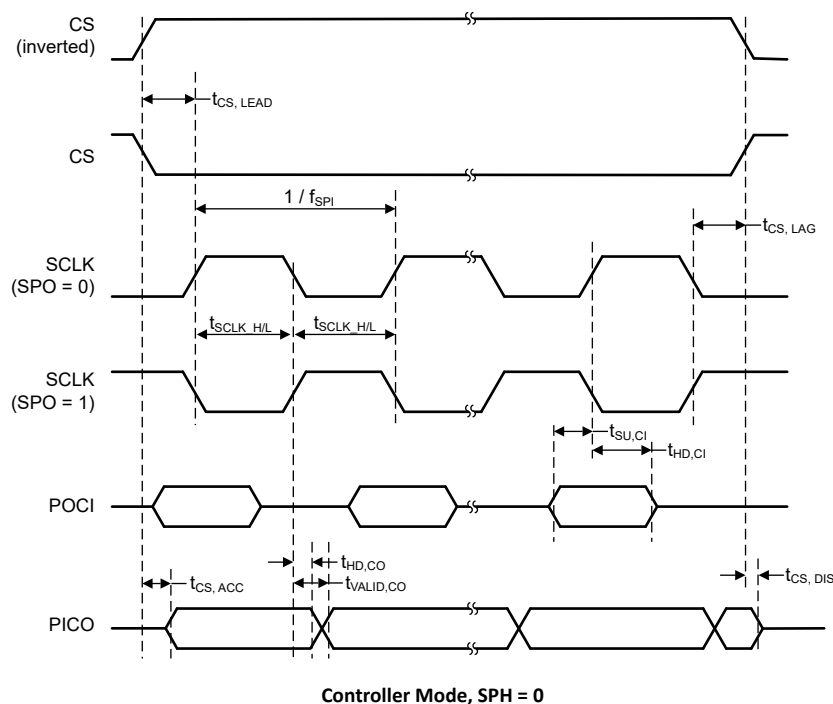 CS
(inverted)
tCS, LEAD
CS
1 / fSPI
tCS, LAG
SCLK
(SPO = 0)
tSCLK_H/L
tSCLK_H/L
SCLK
(SPO = 1)
tSU,CI
tHD,CI
POCI
tHD,CO
tVALID,CO
tCS, ACC
tCS, DIS
PICO
Controller Mode, SPH = 0